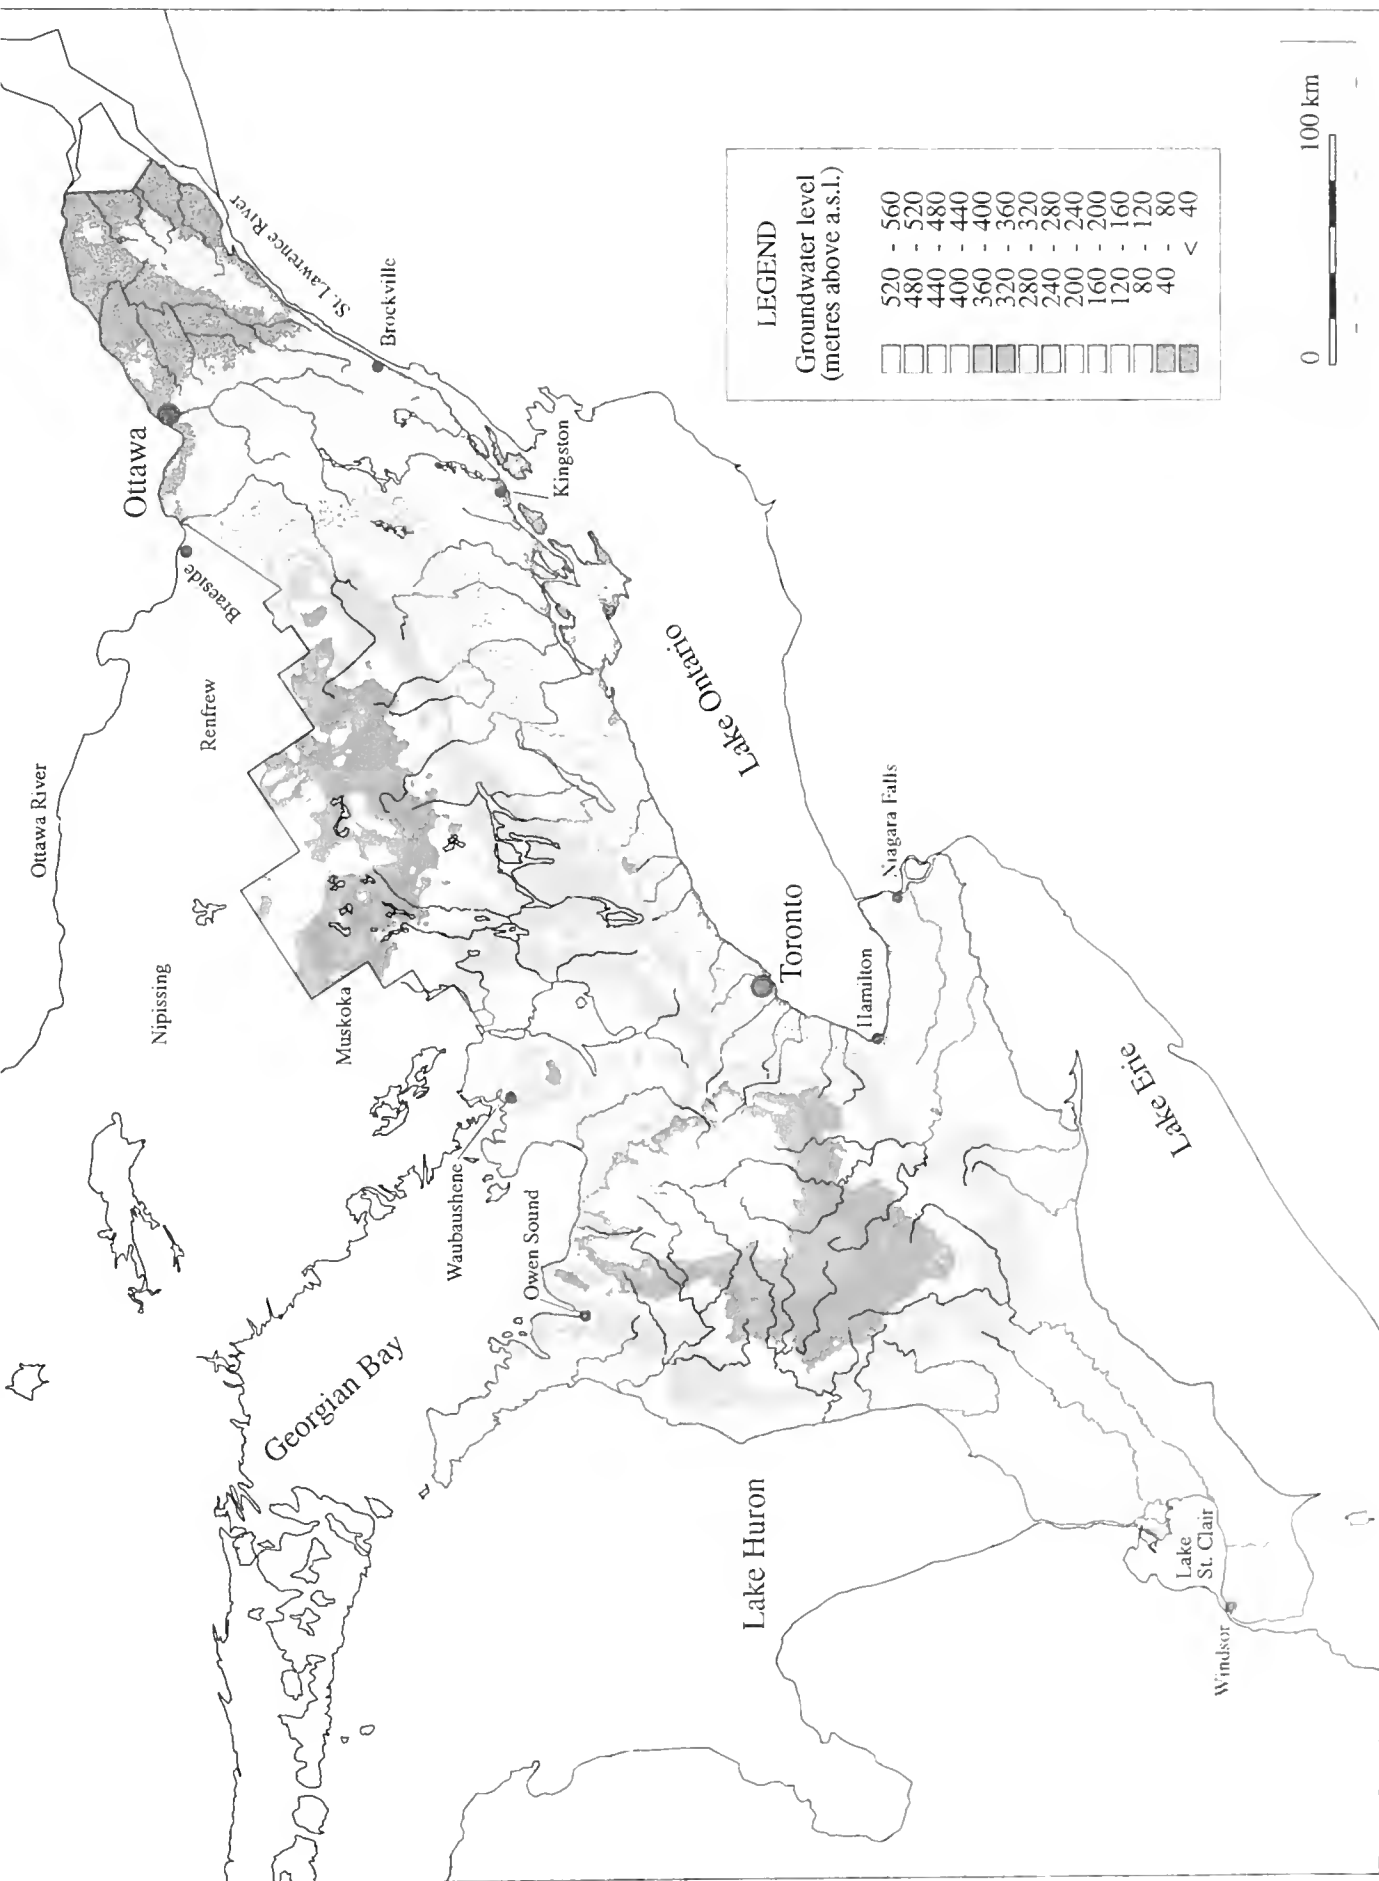 Ottawa River
Nipissing
Renfrew
Muskoka
Braeside
Ottawa
St. Lawrence River
Brockville
Kingston
Georgian Bay
Waubaushene
Owen Sound
Lake Ontario
Toronto
Niagara Falls
Hamilton
Lake Huron
Lake Erie
Lake
St. Clair
Windsor
LEGEND
Groundwater level
(metres above a.s.l.)
520 - 560
480 - 520
440 - 480
400 - 440
360 - 400
320 - 360
280 - 320
240 - 280
200 - 240
160 - 200
120 - 160
80 - 120
40 - 80
< 40
0 100 km